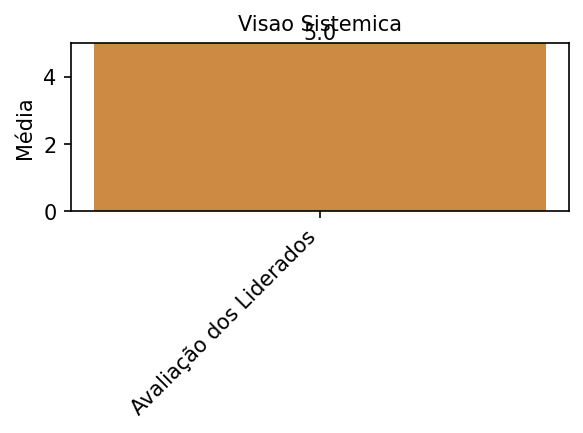 Visao Sistemica
5.0
Média
4
2
0
Avaliação dos Liderados